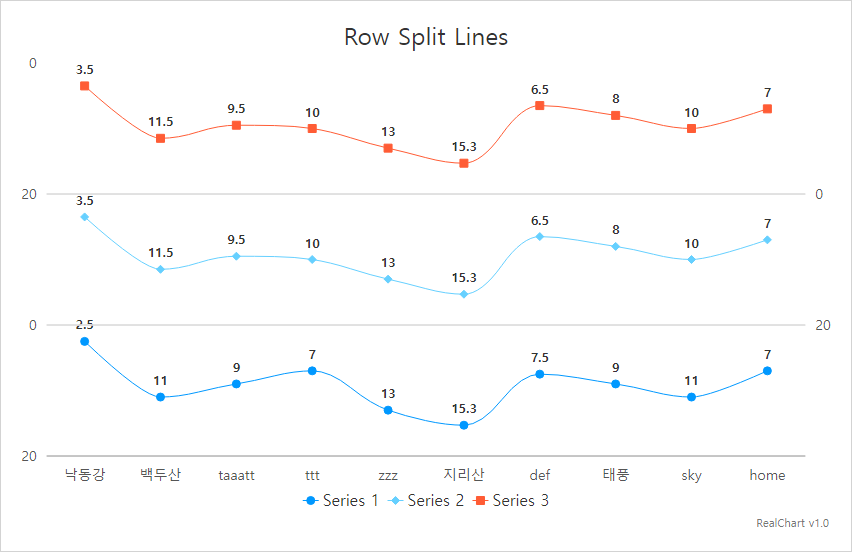 Row Split Lines
0
3.5 11.5 9.5 10 13 15.3 6.5 8 10 7
20 0
3.5 11.5 9.5 10 13 15.3 6.5 8 10 7
0 20
2.5 11 9 7 13 15.3 7.5 9 11 7
20
낙동강 백두산 taaatt ttt zzz 지리산 def 태풍 sky home
Series 1 Series 2 Series 3
RealChart v1.0